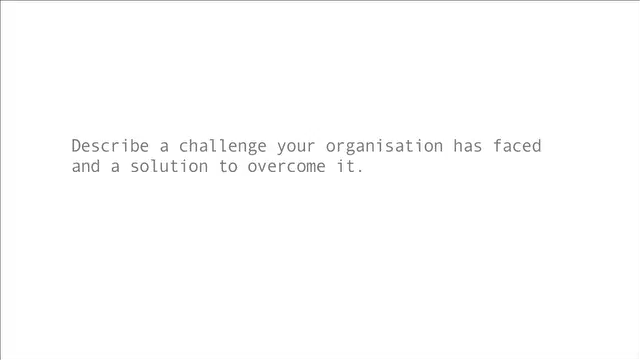 Describe a challenge your organisation has faced
and a solution to overcome it.